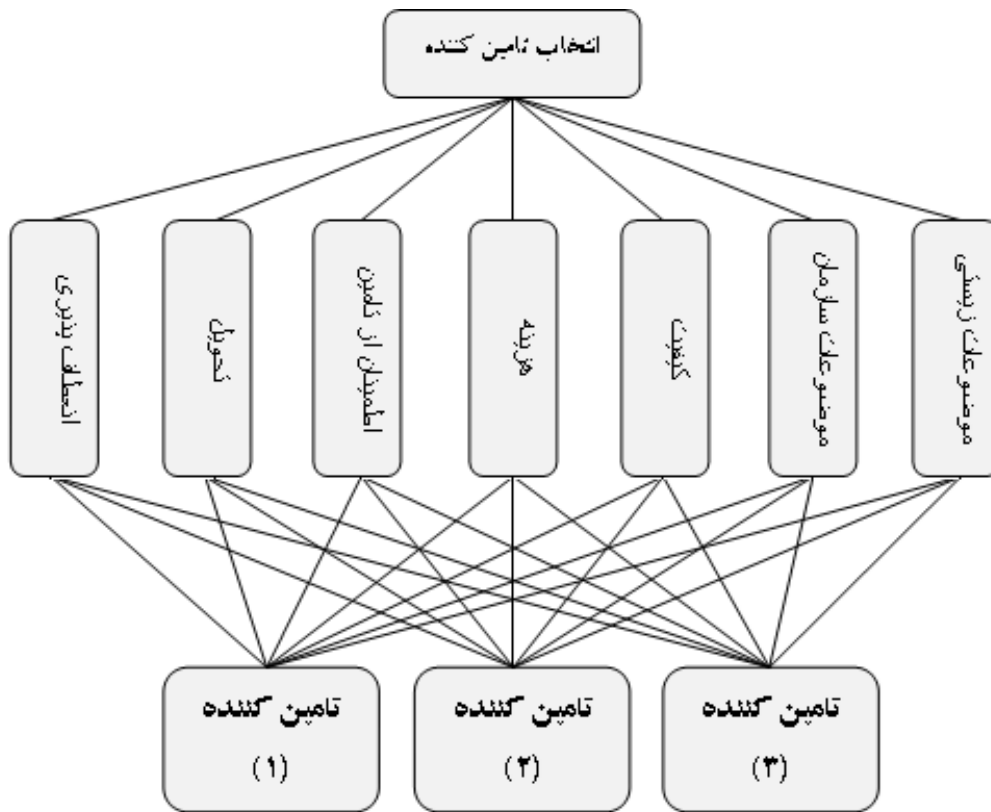 انتخاب تامین کننده
موضوعات زیستی
موضوعات سازمان
کیفیت
هزینه
اطمینان از تامین
تحویل
انعطاف پذیری
تامین کننده
(۳)
تامین کننده
(۲)
تامین کننده
(۱)